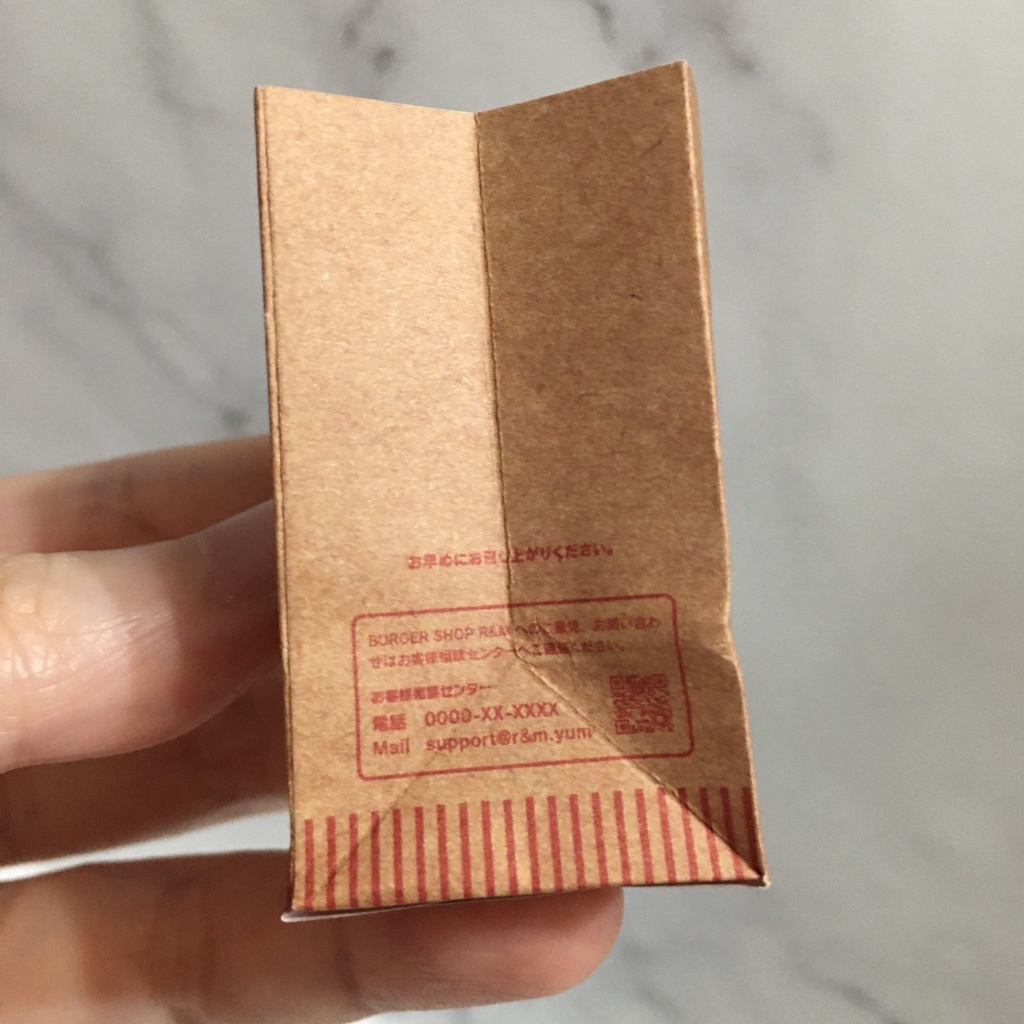 お早めにお召し上がりください。
BURGER SHOP R&Mへのご意見、お問い合わ
せはお客様相談センターへご連絡ください。
お客様相談センター
電話 0000-XX-XXXX
Mail support@r&m.yum